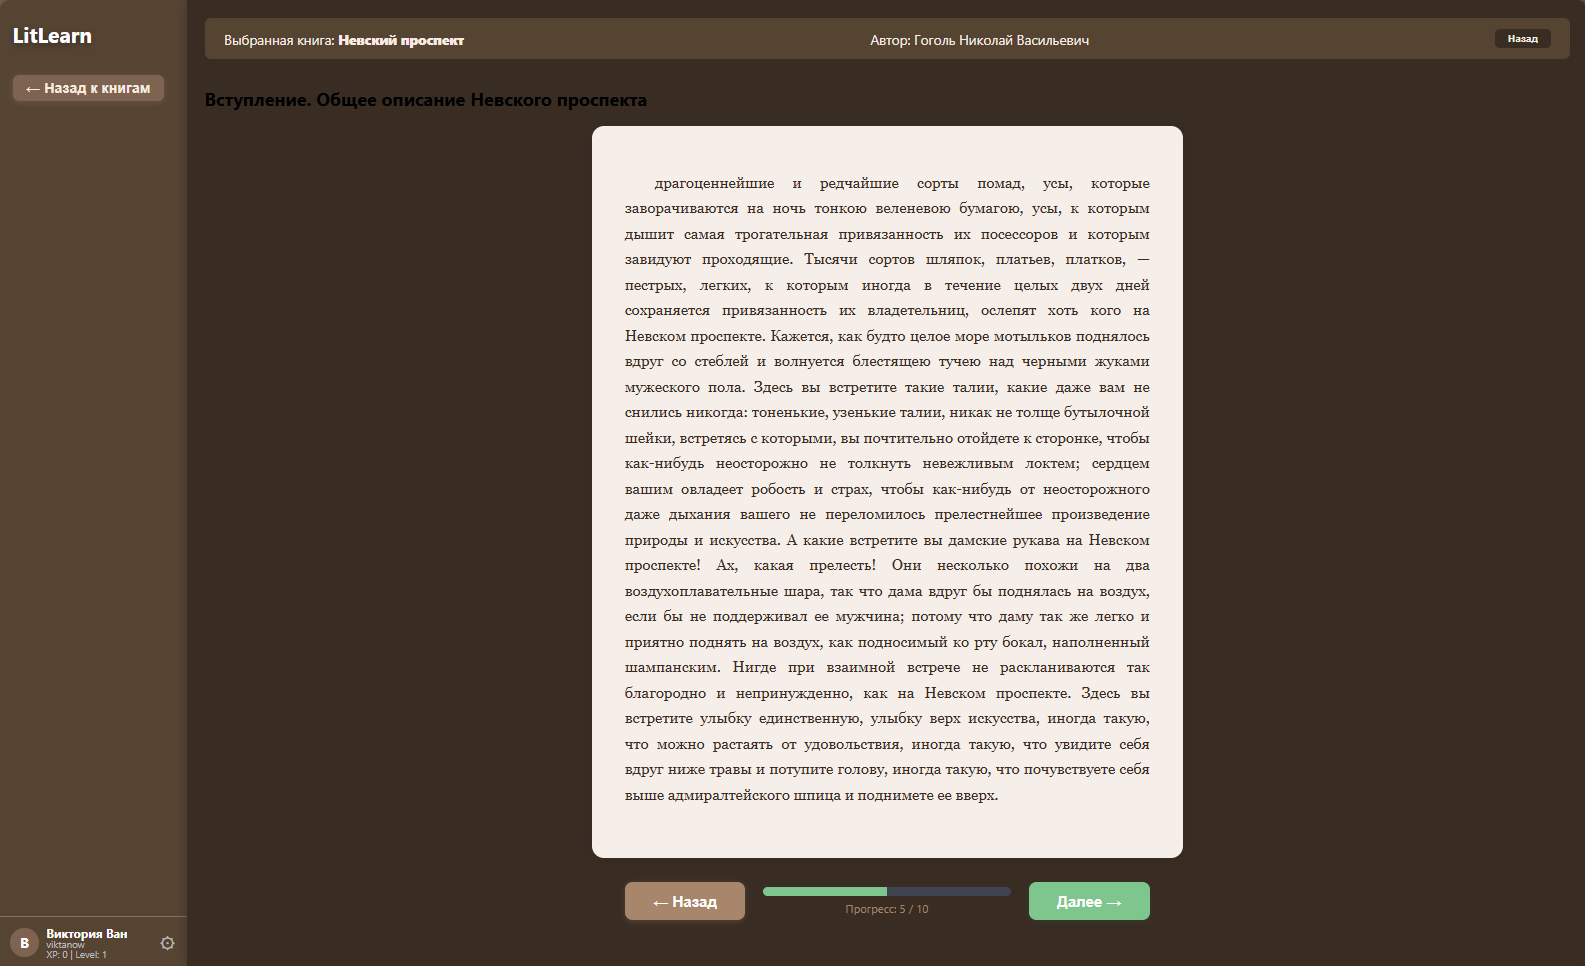 LitLearn
← Назад к книгам
Выбранная книга: Невский проспект
Автор: Гоголь Николай Васильевич
Назад
Вступление. Общее описание Невского проспекта
драгоценнейшие и редчайшие сорты помад, усы, которые
заворачиваются на ночь тонкою веленевою бумагою, усы, к которым
дышит самая трогательная привязанность их посессоров и которым
завидуют проходящие. Тысячи сортов шляпок, платьев, платков, —
пестрых, легких, к которым иногда в течение целых двух дней
сохраняется привязанность их владетельниц, ослепят хоть кого на
Невском проспекте. Кажется, как будто целое море мотыльков поднялось
вдруг со стеблей и волнуется блестящею тучею над черными жуками
мужеского пола. Здесь вы встретите такие талии, какие даже вам не
снились никогда: тоненькие, узенькие талии, никак не толще бутылочной
шейки, встретясь с которыми, вы почтительно отойдете к сторонке, чтобы
как-нибудь неосторожно не толкнуть невежливым локтем; сердцем
вашим овладеет робость и страх, чтобы как-нибудь от неосторожного
даже дыхания вашего не переломилось прелестнейшее произведение
природы и искусства. А какие встретите вы дамские рукава на Невском
проспекте! Ах, какая прелесть! Они несколько похожи на два
воздухоплавательные шара, так что дама вдруг бы поднялась на воздух,
если бы не поддерживал ее мужчина; потому что даму так же легко и
приятно поднять на воздух, как подносимый ко рту бокал, наполненный
шампанским. Нигде при взаимной встрече не раскланиваются так
благородно и непринужденно, как на Невском проспекте. Здесь вы
встретите улыбку единственную, улыбку верх искусства, иногда такую,
что можно растаять от удовольствия, иногда такую, что увидите себя
вдруг ниже травы и потупите голову, иногда такую, что почувствуете себя
выше адмиралтейского шпица и поднимете ее вверх.
← Назад
Прогресс: 5 / 10
Далее →
В
Виктория Ван
viktanow
XP: 0 | Level: 1